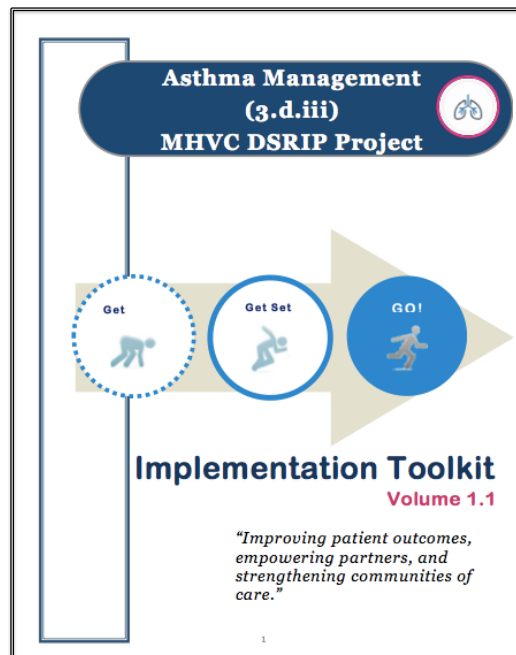 Asthma Management
(3.d.iii)
MHVC DSRIP Project
Get
Get Set
GO!
Implementation Toolkit
Volume 1.1
“Improving patient outcomes,
empowering partners, and
strengthening communities of
care.”
1